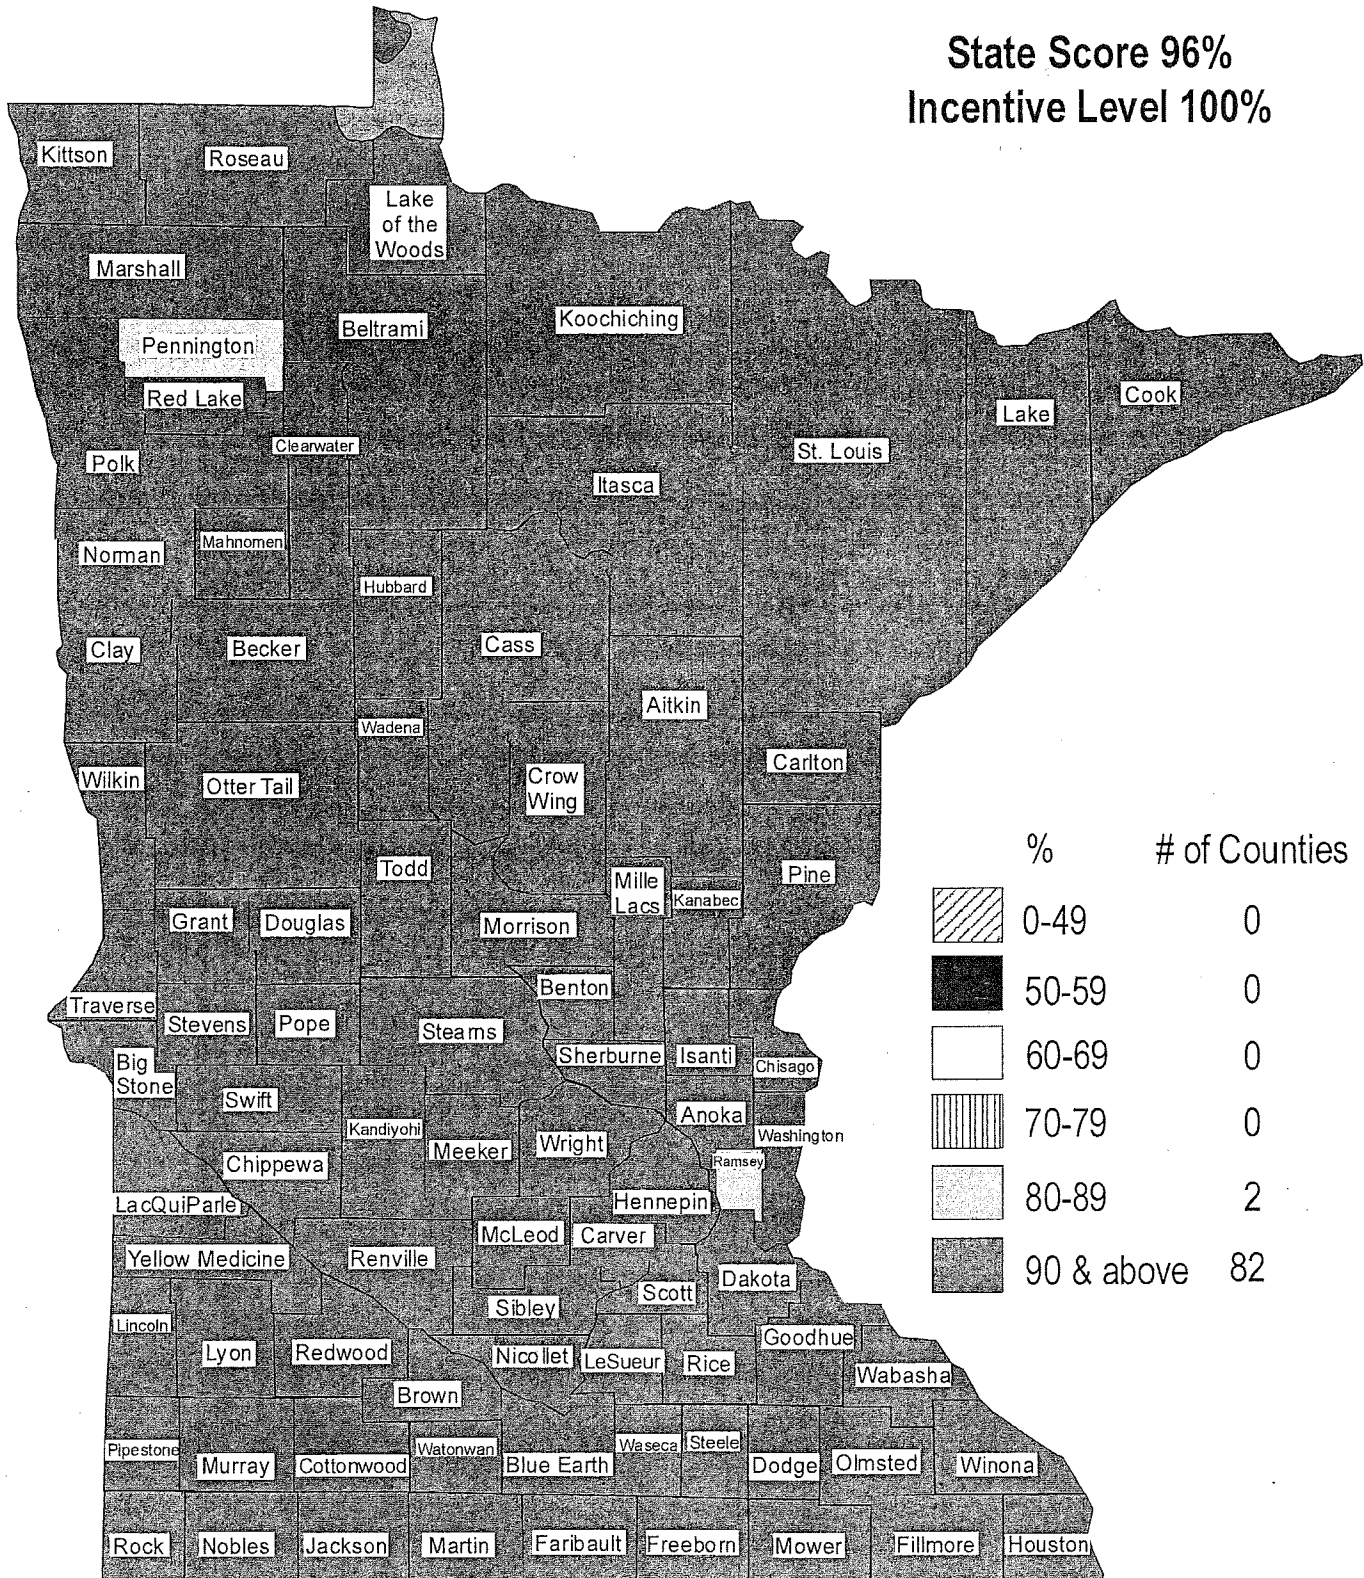 State Score 96%
Incentive Level 100%
Kittson
Roseau
Lake
of the
Woods
Marshall
Pennington
Beltrami
Koochiching
Red Lake
Cook
Lake
Clearwater
St. Louis
Polk
Itasca
Mahnomen
Norman
Hubbard
Clay
Becker
Cass
Aitkin
Wadena
Carlton
Wilkin
Otter Tail
Crow
Wing
Todd
Pine
Mille
Lacs
Kanabec
Grant
Douglas
Morrison
Benton
Traverse
Stevens
Pope
Stearns
Sherburne
Isanti
Chisago
Big
Stone
Swift
Anoka
Kandiyohi
Meeker
Wright
Washington
Chippewa
Ramsey
LacQuiParle
Hennepin
McLeod
Carver
Yellow Medicine
Renville
Dakota
Scott
Sibley
Lincoln
Lyon
Redwood
Nicollet
LeSueur
Rice
Goodhue
Wabasha
Brown
Pipestone
Murray
Cottonwood
Watonwan
Blue Earth
Waseca
Steele
Dodge
Olmsted
Winona
Rock
Nobles
Jackson
Martin
Faribault
Freeborn
Mower
Fillmore
Houston
% # of Counties
0-49 0
50-59 0
60-69 0
70-79 0
80-89 2
90 & above 82